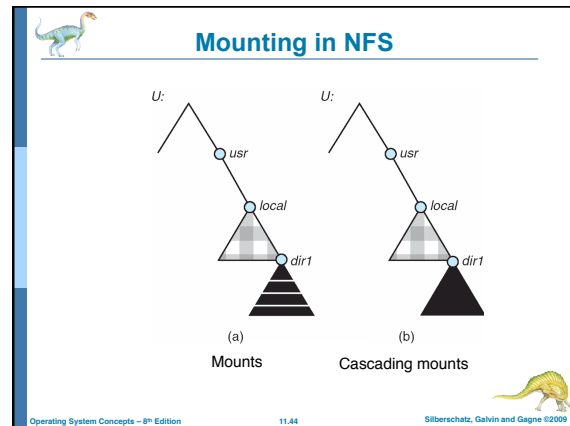 Mounting in NFS
U: U:
usr usr
local local
dir1 dir1
(a) (b)
Mounts Cascading mounts
Operating System Concepts – 8th Edition 11.44 Silberschatz, Galvin and Gagne ©2009